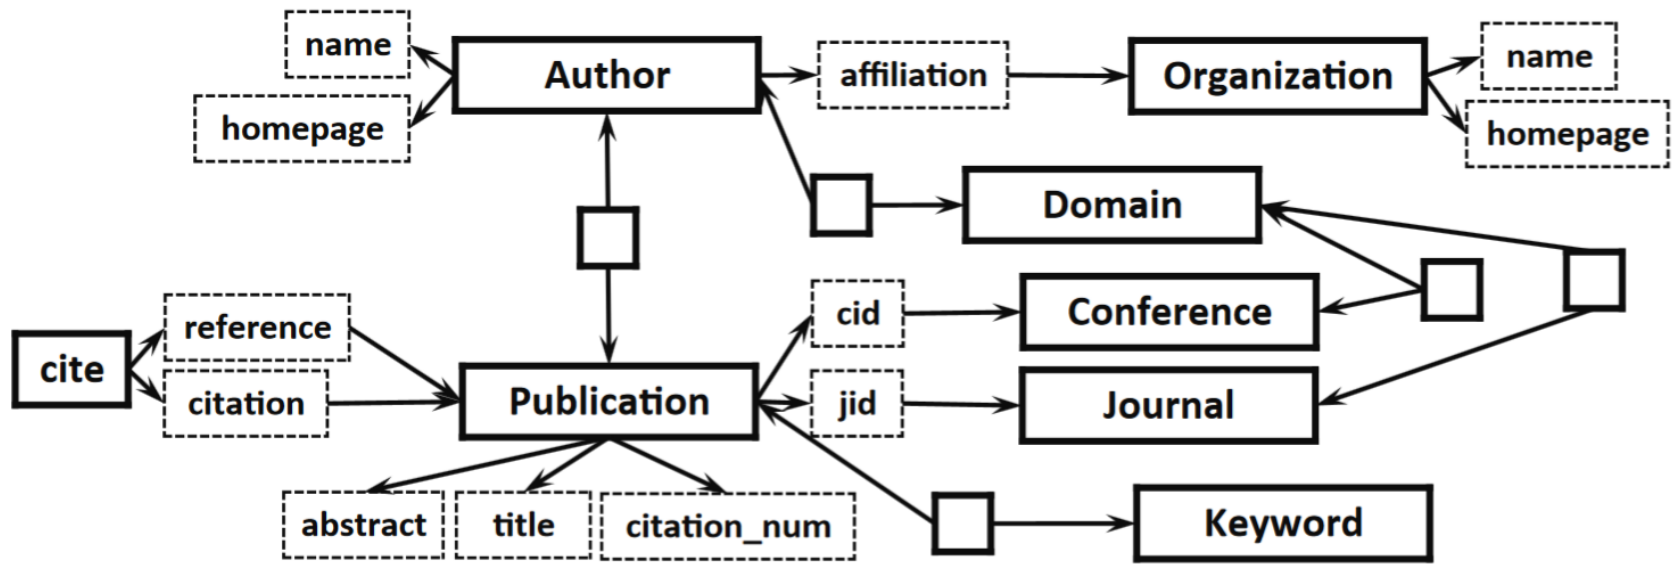 name
Author
affiliation
Organization
name
homepage
homepage
Domain
cid
Conference
reference
cite
citation
Publication
jid
Journal
abstract
title
citation_num
Keyword